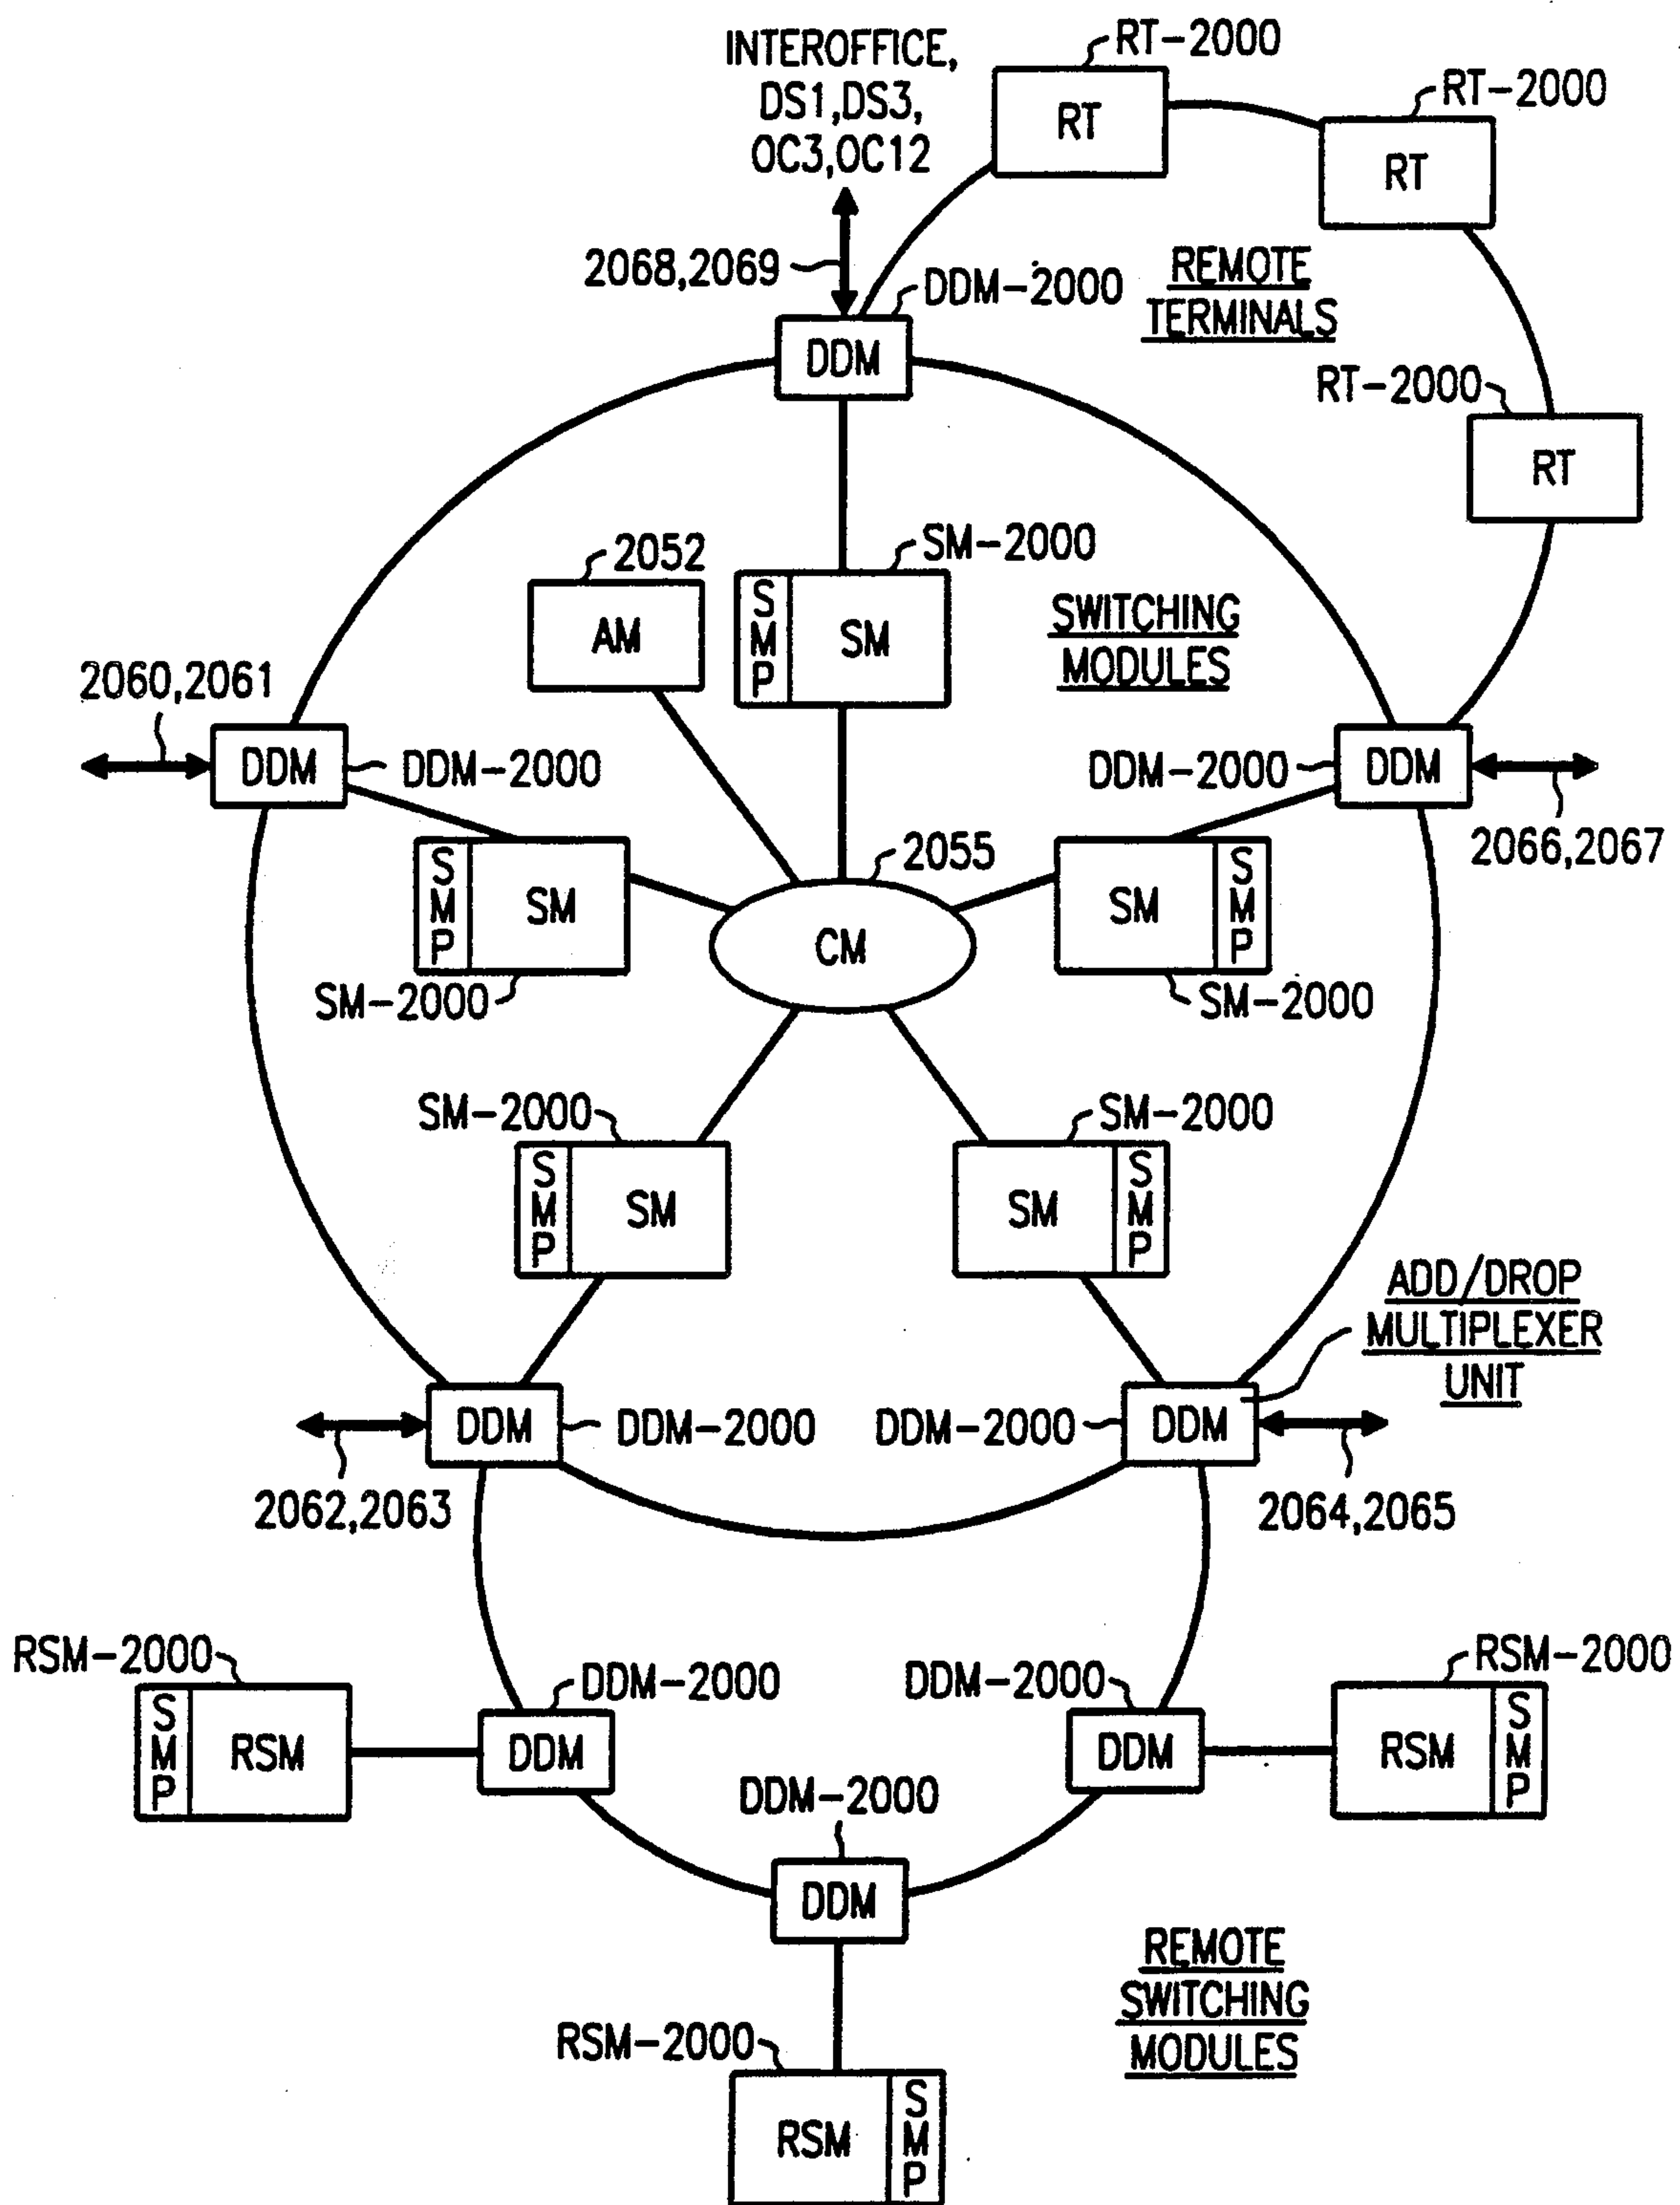 INTEROFFICE,
DS1,DS3,
OC3,OC12
RT-2000
RT
RT-2000
RT
2068,2069
DDM-2000
REMOTE
TERMINALS
DDM
RT-2000
RT
2052
AM
SM-2000
SMP
SM
SWITCHING
MODULES
2060,2061
DDM
DDM-2000
DDM-2000
DDM
2066,2067
2055
SMP
SM
CM
SM
SMP
SM-2000
SM-2000
SM-2000
SM-2000
SMP
SM
SM
SMP
ADD/DROP
MULTIPLEXER
UNIT
DDM
DDM-2000
DDM-2000
DDM
2062,2063
2064,2065
RSM-2000
DDM-2000
DDM-2000
RSM-2000
SMP
RSM
DDM
DDM
RSM
SMP
DDM-2000
DDM
REMOTE
SWITCHING
MODULES
RSM-2000
RSM
SMP